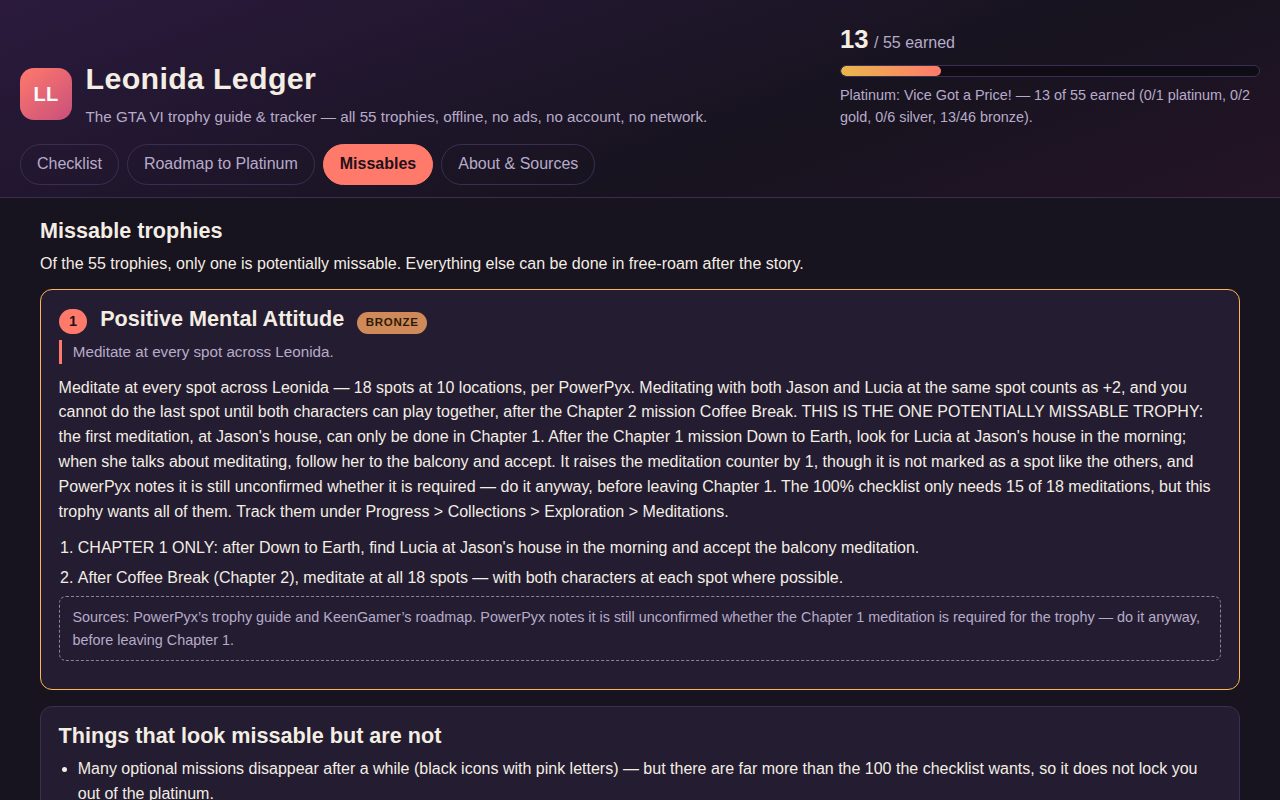 LL
Leonida Ledger
The GTA VI trophy guide & tracker — all 55 trophies, offline, no ads, no account, no network.
13 / 55 earned
Platinum: Vice Got a Price! — 13 of 55 earned (0/1 platinum, 0/2
gold, 0/6 silver, 13/46 bronze).
Checklist
Roadmap to Platinum
Missables
About & Sources
Missable trophies
Of the 55 trophies, only one is potentially missable. Everything else can be done in free-roam after the story.
1 Positive Mental Attitude BRONZE
Meditate at every spot across Leonida.
Meditate at every spot across Leonida — 18 spots at 10 locations, per PowerPyx. Meditating with both Jason and Lucia at the same spot counts as +2, and you
cannot do the last spot until both characters can play together, after the Chapter 2 mission Coffee Break. THIS IS THE ONE POTENTIALLY MISSABLE TROPHY:
the first meditation, at Jason's house, can only be done in Chapter 1. After the Chapter 1 mission Down to Earth, look for Lucia at Jason's house in the morning;
when she talks about meditating, follow her to the balcony and accept. It raises the meditation counter by 1, though it is not marked as a spot like the others, and
PowerPyx notes it is still unconfirmed whether it is required — do it anyway, before leaving Chapter 1. The 100% checklist only needs 15 of 18 meditations, but this
trophy wants all of them. Track them under Progress > Collections > Exploration > Meditations.
1. CHAPTER 1 ONLY: after Down to Earth, find Lucia at Jason's house in the morning and accept the balcony meditation.
2. After Coffee Break (Chapter 2), meditate at all 18 spots — with both characters at each spot where possible.
Sources: PowerPyx’s trophy guide and KeenGamer’s roadmap. PowerPyx notes it is still unconfirmed whether the Chapter 1 meditation is required for the trophy — do it anyway,
before leaving Chapter 1.
Things that look missable but are not
• Many optional missions disappear after a while (black icons with pink letters) — but there are far more than the 100 the checklist wants, so it does not lock you
out of the platinum.